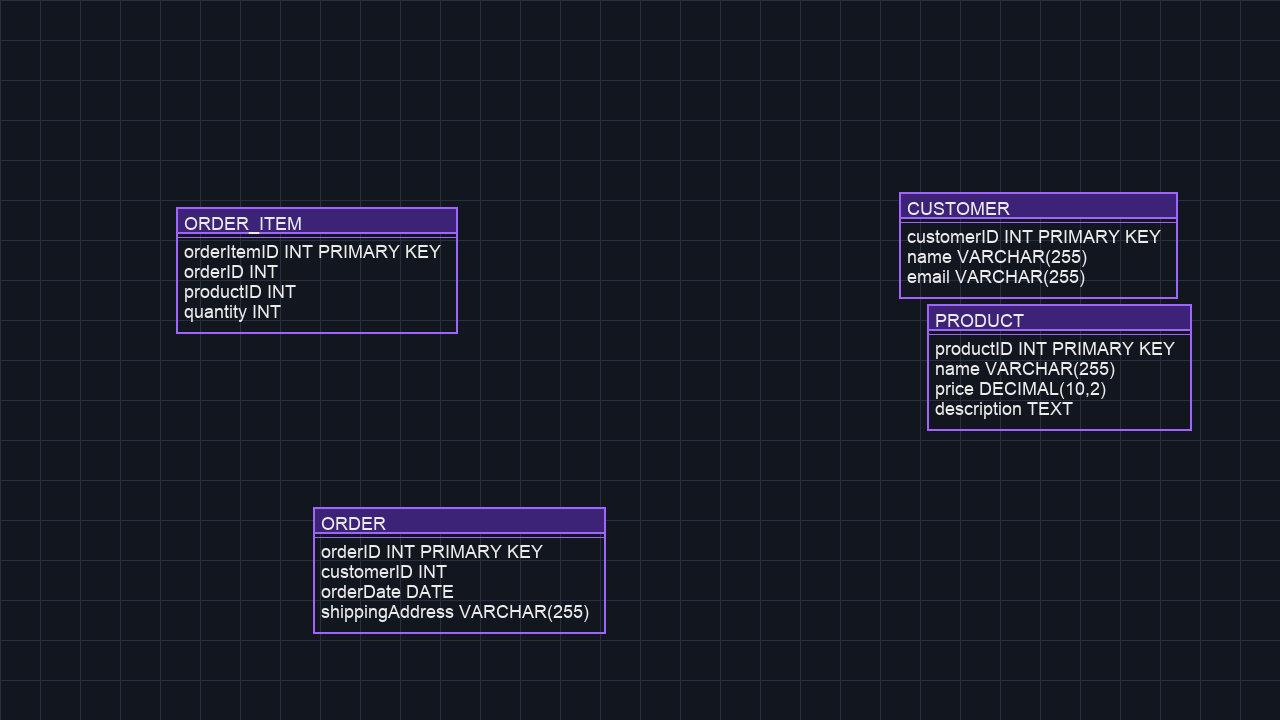 ORDER_ITEM
orderItemID INT PRIMARY KEY
orderID INT
productID INT
quantity INT
CUSTOMER
customerID INT PRIMARY KEY
name VARCHAR(255)
email VARCHAR(255)
PRODUCT
productID INT PRIMARY KEY
name VARCHAR(255)
price DECIMAL(10,2)
description TEXT
ORDER
orderID INT PRIMARY KEY
customerID INT
orderDate DATE
shippingAddress VARCHAR(255)